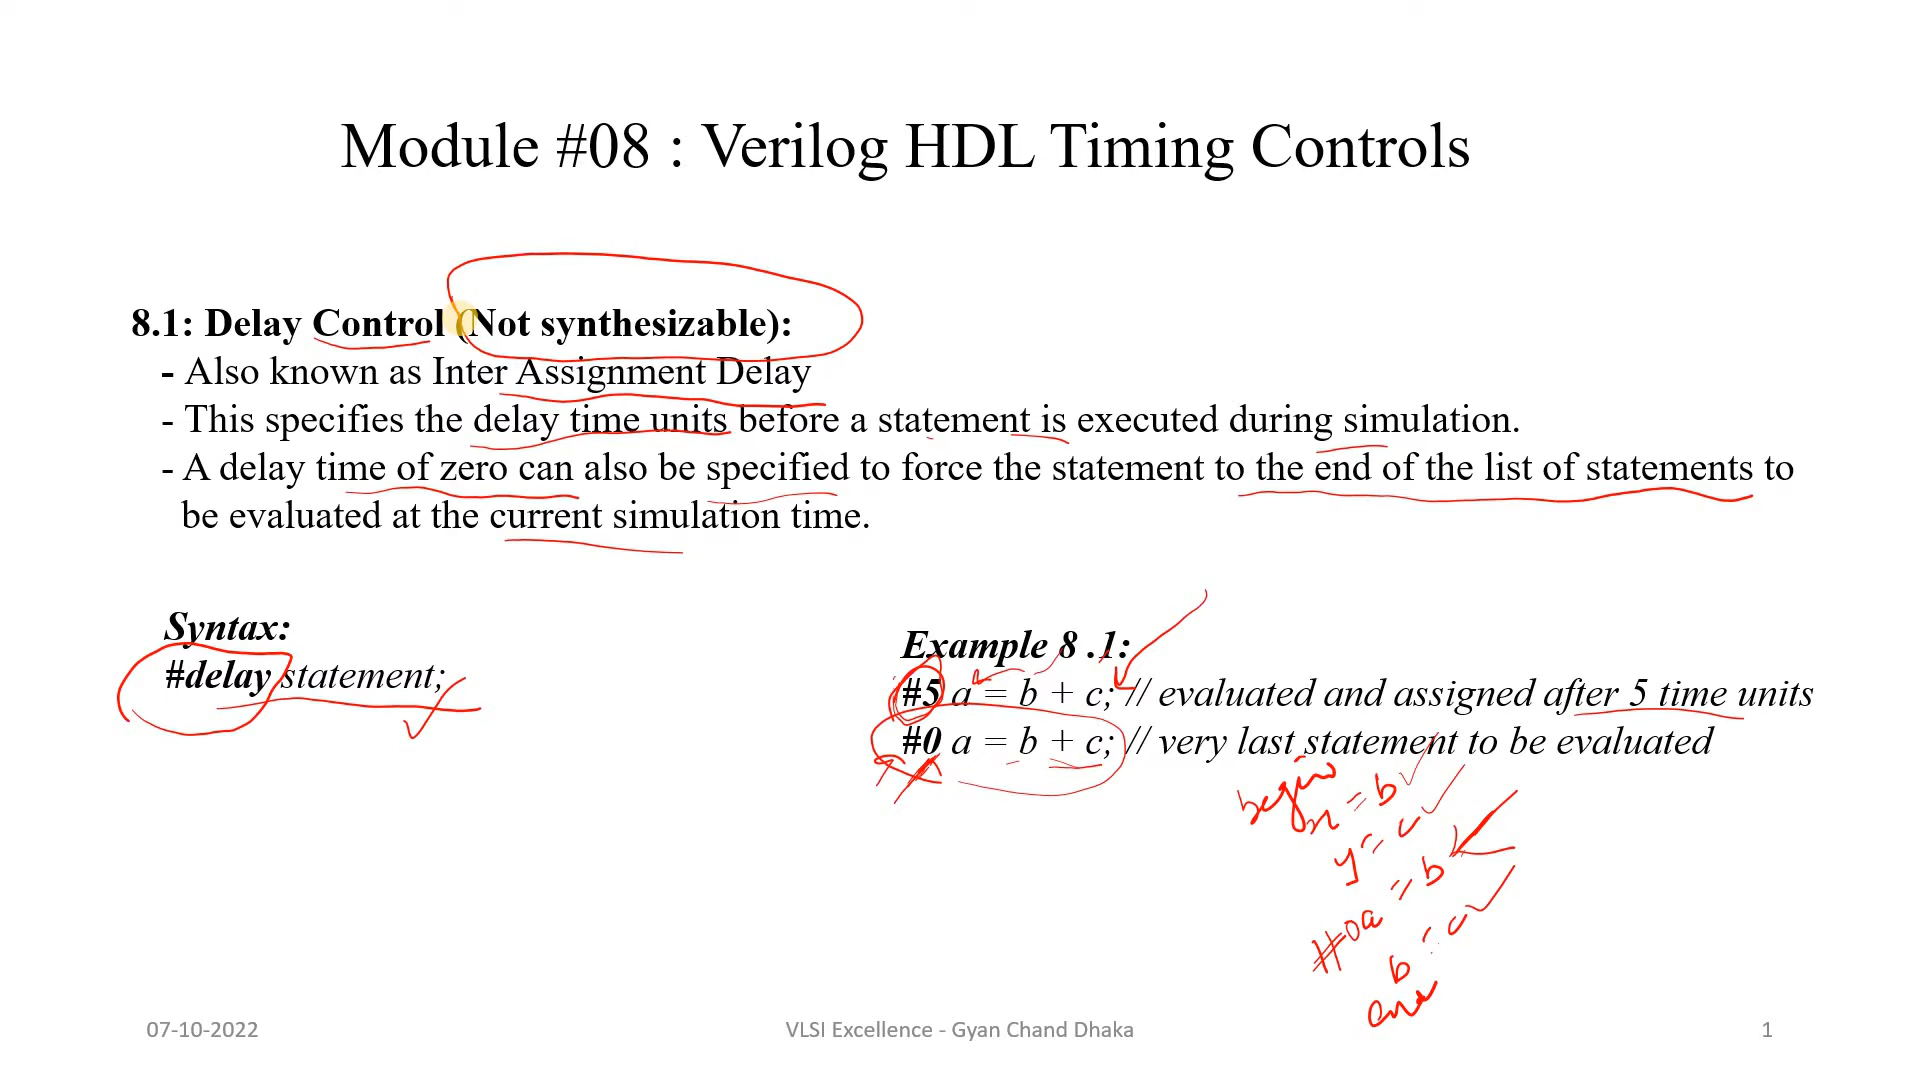 Module #08 : Verilog HDL Timing Controls
8.1: Delay Control (Not synthesizable):
- Also known as Inter Assignment Delay
- This specifies the delay time units before a statement is executed during simulation.
- A delay time of zero can also be specified to force the statement to the end of the list of statements to
be evaluated at the current simulation time.
Syntax:
#delay statement;
Example 8 .1:
#5 a = b + c; // evaluated and assigned after 5 time units
#0 a = b + c; // very last statement to be evaluated
begin
x = b
y = c
#0 a = b
b = c
end
07-10-2022
VLSI Excellence - Gyan Chand Dhaka
1